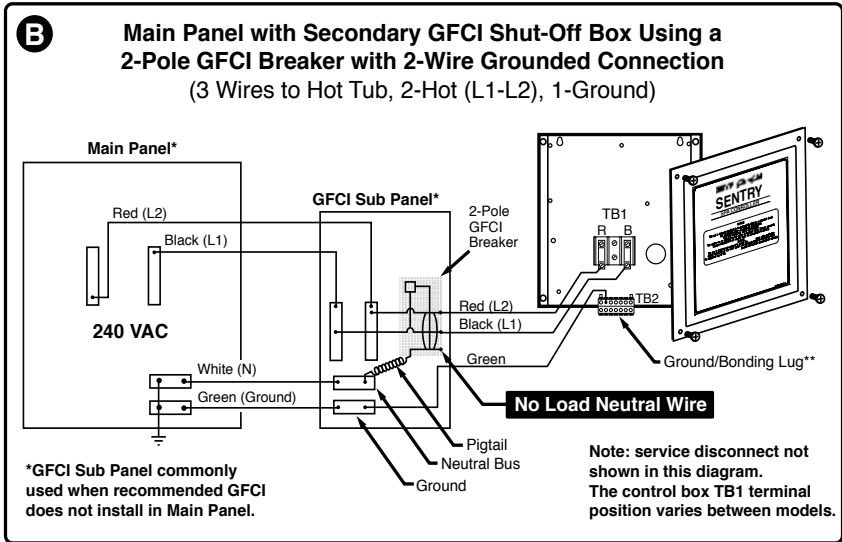 B
Main Panel with Secondary GFCI Shut-Off Box Using a
2-Pole GFCI Breaker with 2-Wire Grounded Connection
(3 Wires to Hot Tub, 2-Hot (L1-L2), 1-Ground)
Main Panel*
Red (L2)
Black (L1)
240 VAC
White (N)
Green (Ground)
GFCI Sub Panel*
2-Pole
GFCI
Breaker
Red (L2)
Black (L1)
Green
TB1
R B
TB2
SENTRY
SPA CONTROLLER
Ground/Bonding Lug**
No Load Neutral Wire
Pigtail
Neutral Bus
Ground
*GFCI Sub Panel commonly
used when recommended GFCI
does not install in Main Panel.
Note: service disconnect not
shown in this diagram.
The control box TB1 terminal
position varies between models.